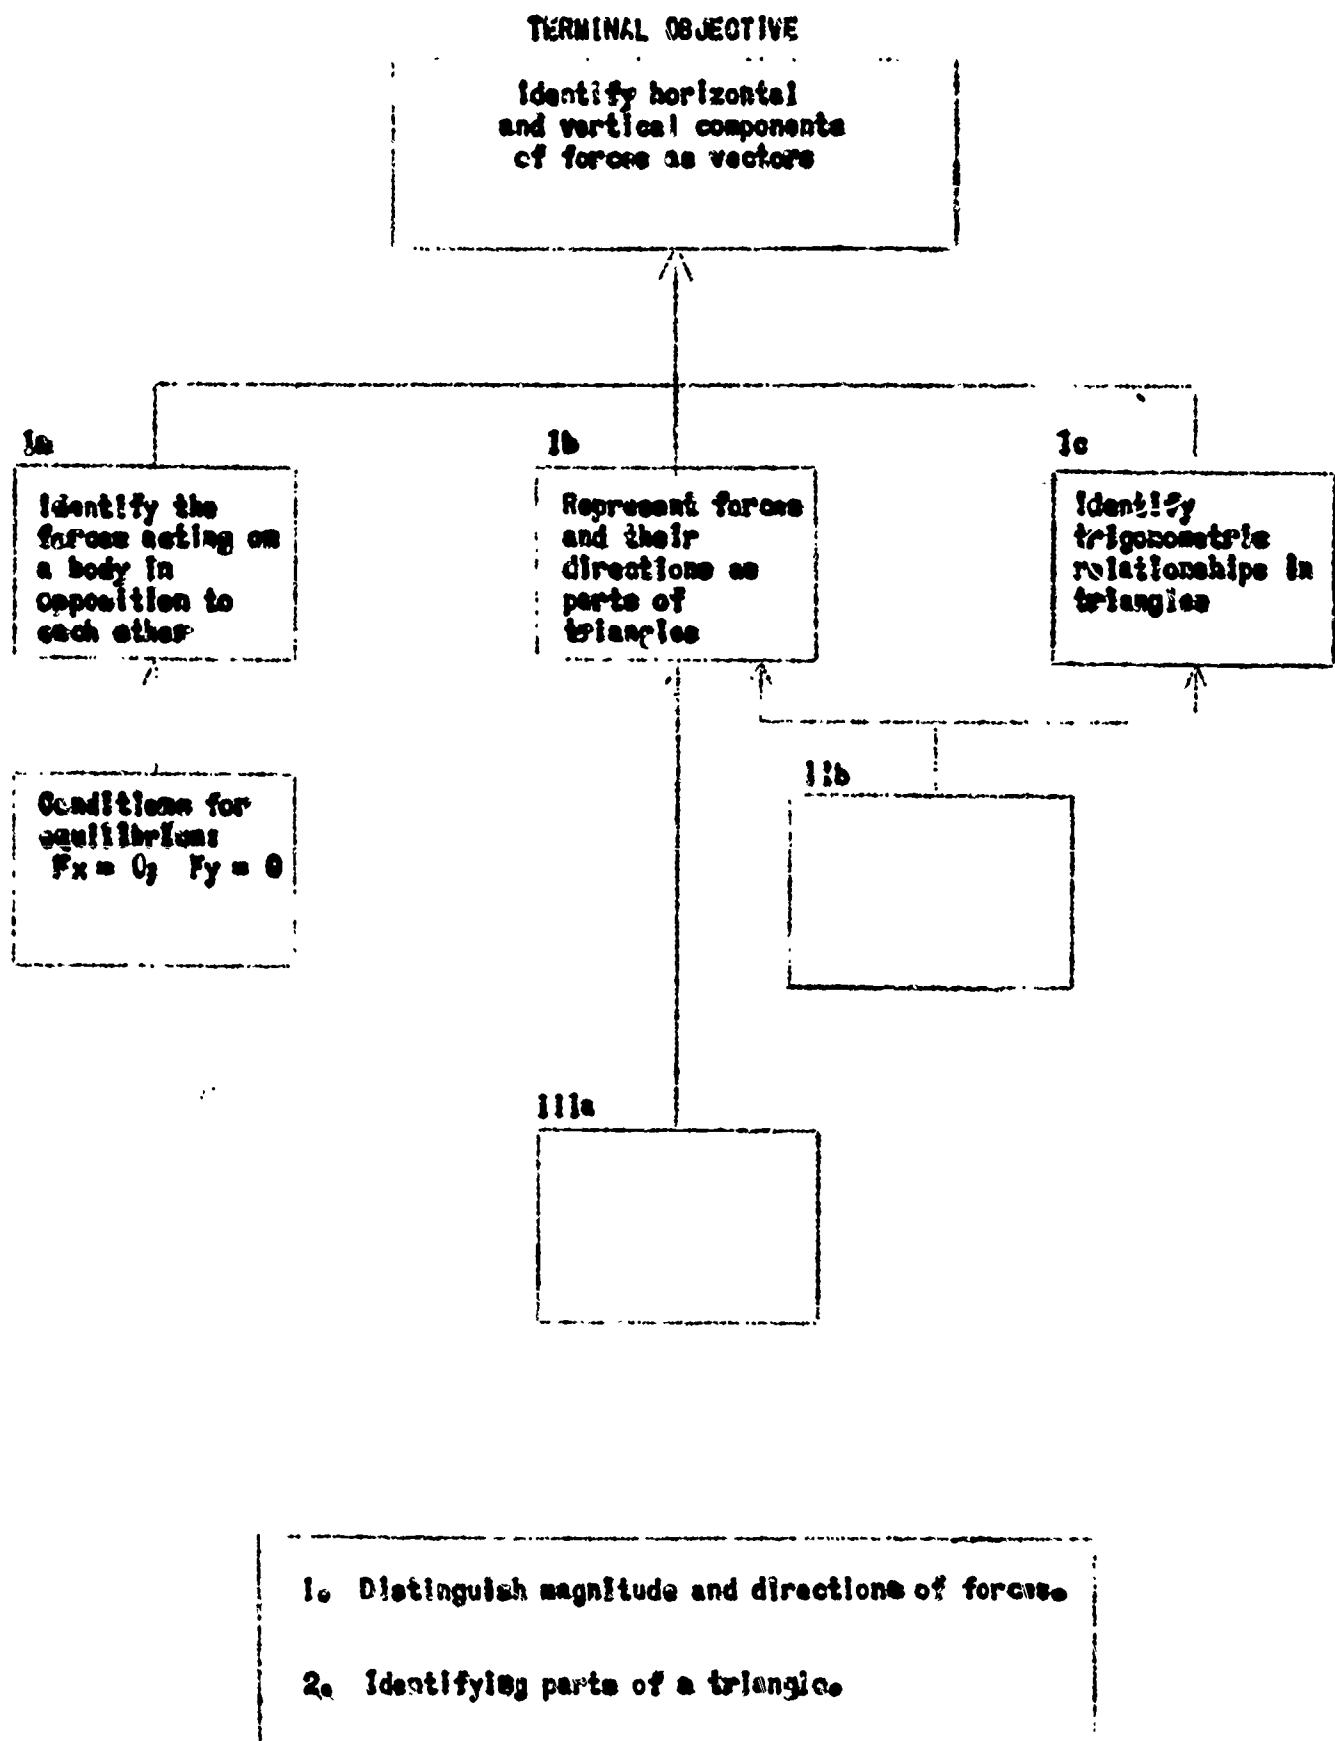 TERMINAL OBJECTIVE
Identify horizontal
and vertical components
of forces as vectors
Ia
Identify the
forces acting on
a body in
opposition to
each other
Ib
Represent forces
and their
directions as
parts of
triangles
Ic
Identify
trigonometric
relationships in
triangles
Conditions for
equilibrium:
Fx = 0; Fy = 0
IIb
IIIa
1. Distinguish magnitude and directions of forces.
2. Identifying parts of a triangle.